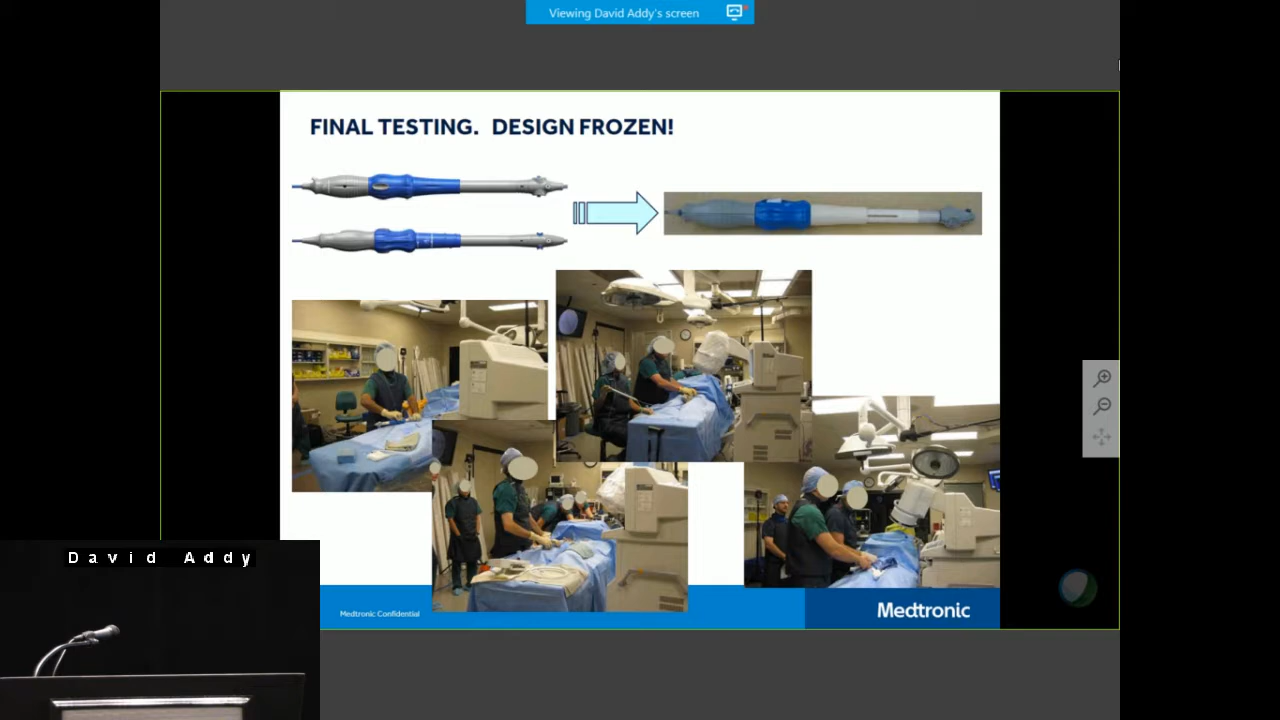 Viewing David Addy's screen
FINAL TESTING. DESIGN FROZEN!
David Addy
Medtronic Confidential
Medtronic